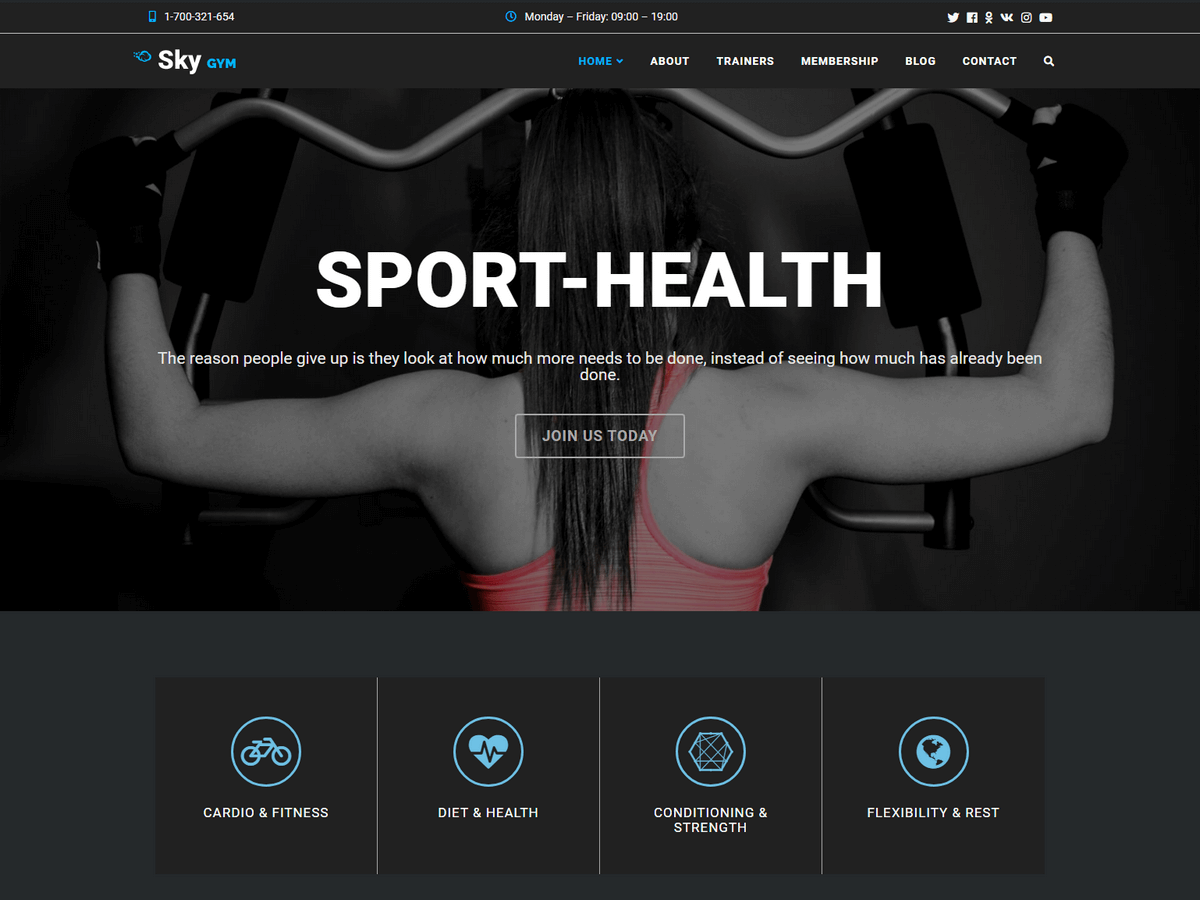 1-700-321-654
Monday – Friday: 09:00 – 19:00
Sky GYM
HOME
ABOUT
TRAINERS
MEMBERSHIP
BLOG
CONTACT
SPORT-HEALTH
The reason people give up is they look at how much more needs to be done, instead of seeing how much has already been
done.
JOIN US TODAY
CARDIO & FITNESS
DIET & HEALTH
CONDITIONING &
STRENGTH
FLEXIBILITY & REST